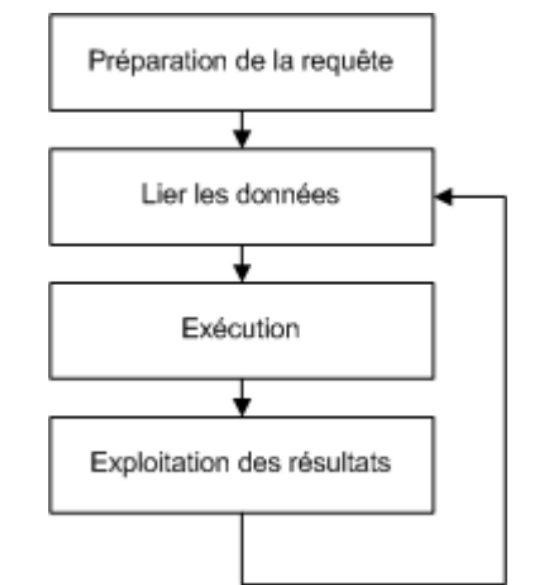 Préparation de la requête
Lier les données
Exécution
Exploitation des résultats